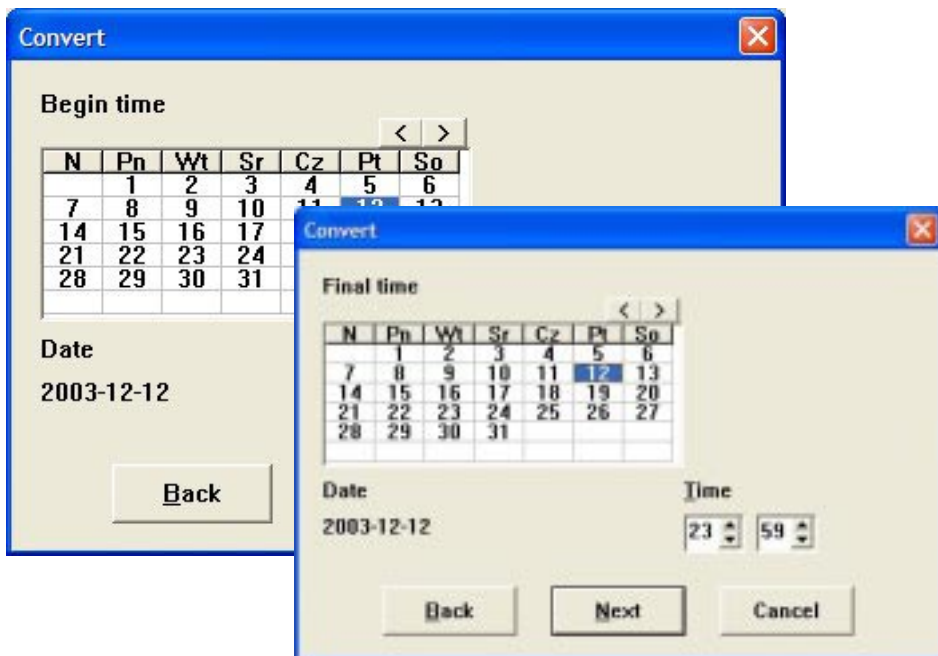 Convert
Begin time
< >
N Pn Wt Sr Cz Pt So
1 2 3 4 5 6
7 8 9 10 11 12 13
14 15 16 17
21 22 23 24
28 29 30 31
Date
2003-12-12
Back
Convert
Final time
< >
N Pn Wt Sr Cz Pt So
1 2 3 4 5 6
7 8 9 10 11 12 13
14 15 16 17 18 19 20
21 22 23 24 25 26 27
28 29 30 31
Date Time
2003-12-12 23 59
Back Next Cancel